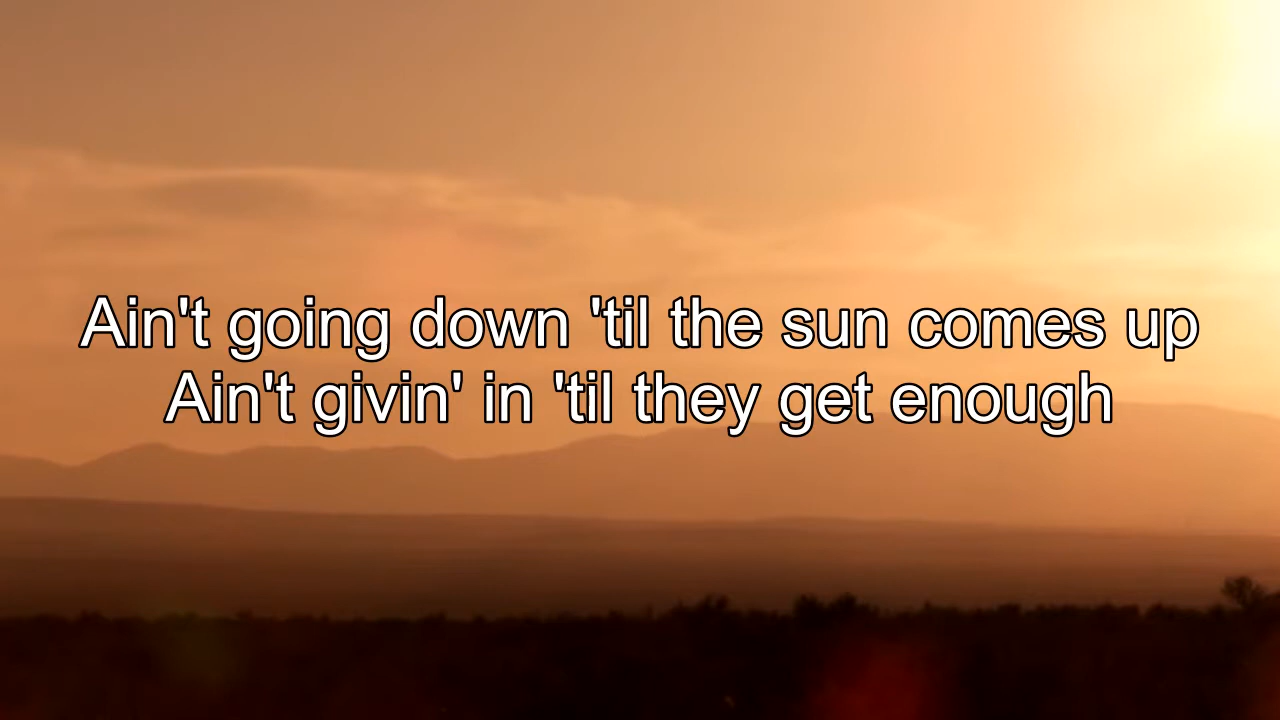 Ain't going down 'til the sun comes up
Ain't givin' in 'til they get enough